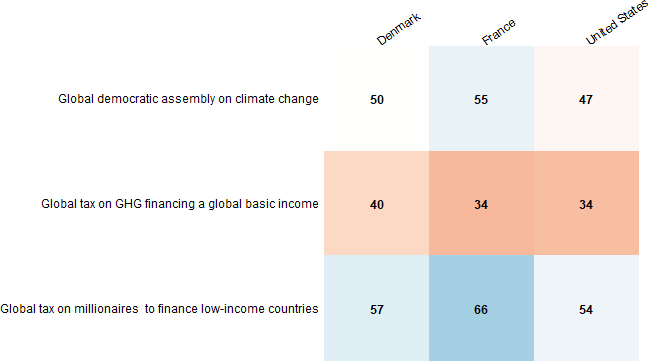 Denmark France United States
Global democratic assembly on climate change 50 55 47
Global tax on GHG financing a global basic income 40 34 34
Global tax on millionaires to finance low-income countries 57 66 54